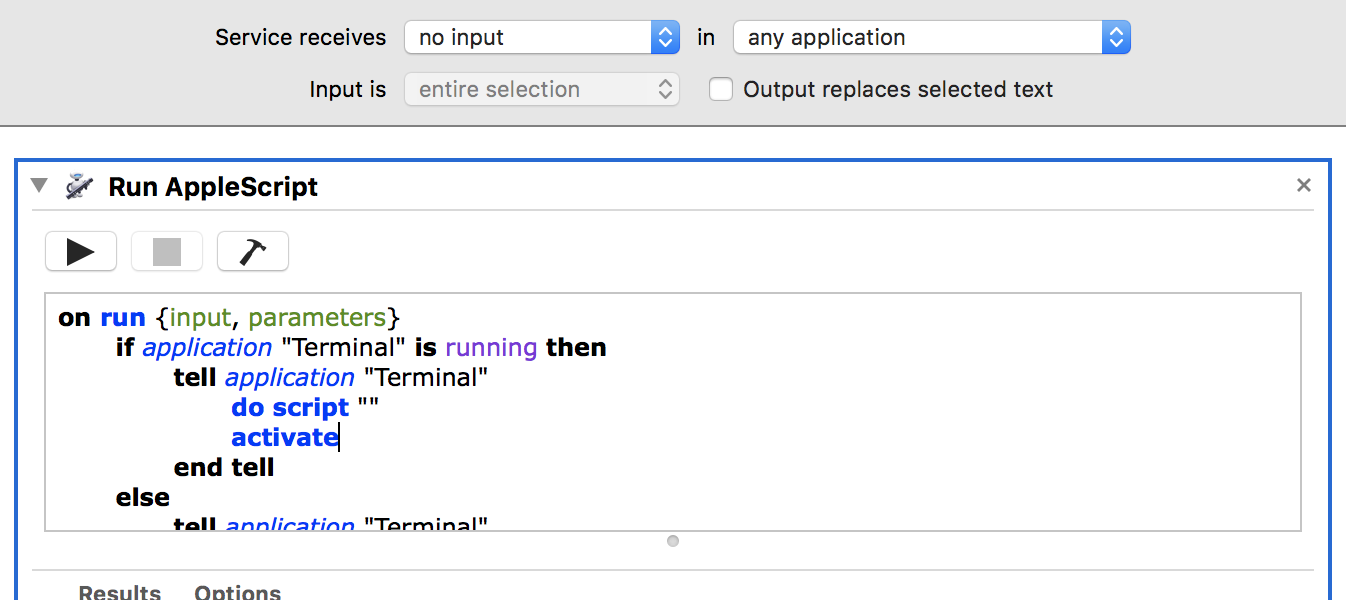 Service receives no input in any application
Input is entire selection Output replaces selected text
Run AppleScript
on run {input, parameters}
if application "Terminal" is running then
tell application "Terminal"
do script ""
activate
end tell
else
tell application "Terminal"
Results Options